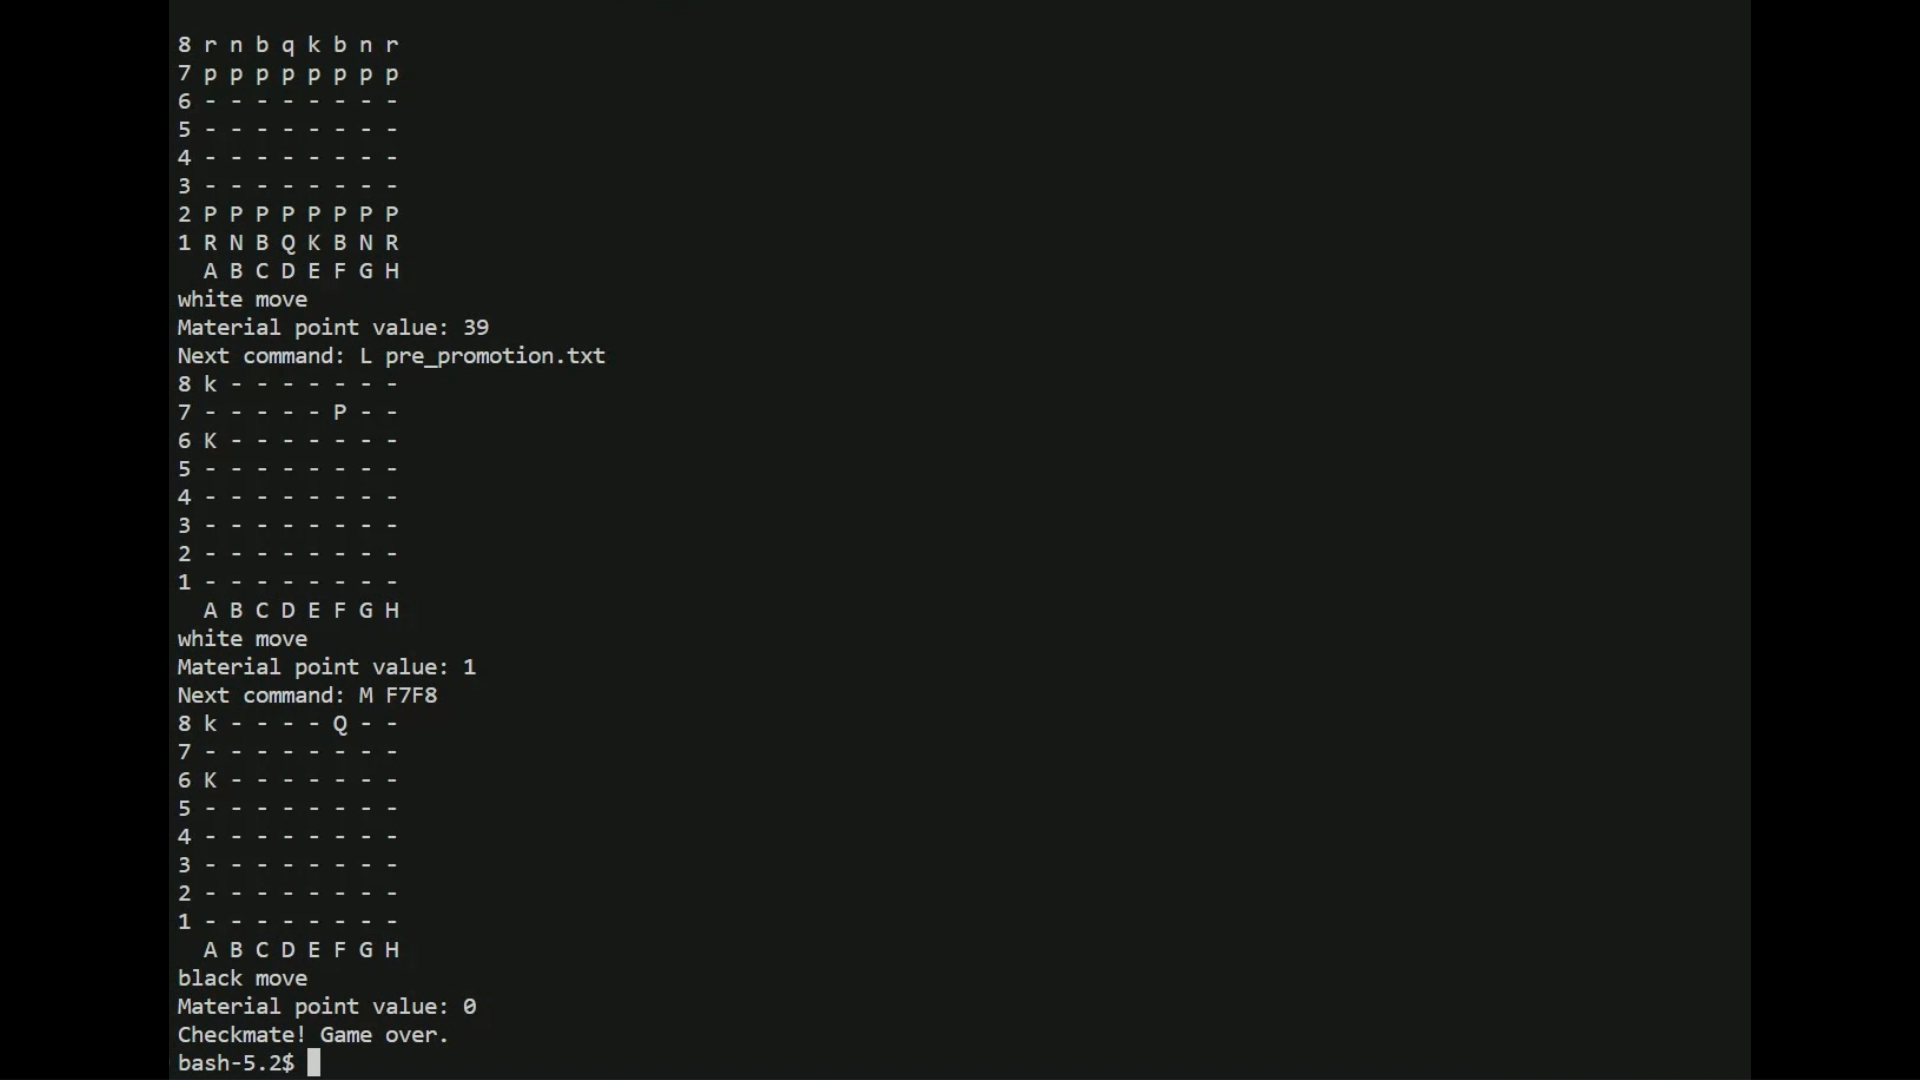 8 r n b q k b n r
7 p p p p p p p p
6 - - - - - - - -
5 - - - - - - - -
4 - - - - - - - -
3 - - - - - - - -
2 P P P P P P P P
1 R N B Q K B N R
  A B C D E F G H
white move
Material point value: 39
Next command: L pre_promotion.txt
8 k - - - - - - -
7 - - - - - P - -
6 K - - - - - - -
5 - - - - - - - -
4 - - - - - - - -
3 - - - - - - - -
2 - - - - - - - -
1 - - - - - - - -
  A B C D E F G H
white move
Material point value: 1
Next command: M F7F8
8 k - - - - Q - -
7 - - - - - - - -
6 K - - - - - - -
5 - - - - - - - -
4 - - - - - - - -
3 - - - - - - - -
2 - - - - - - - -
1 - - - - - - - -
  A B C D E F G H
black move
Material point value: 0
Checkmate! Game over.
bash-5.2$